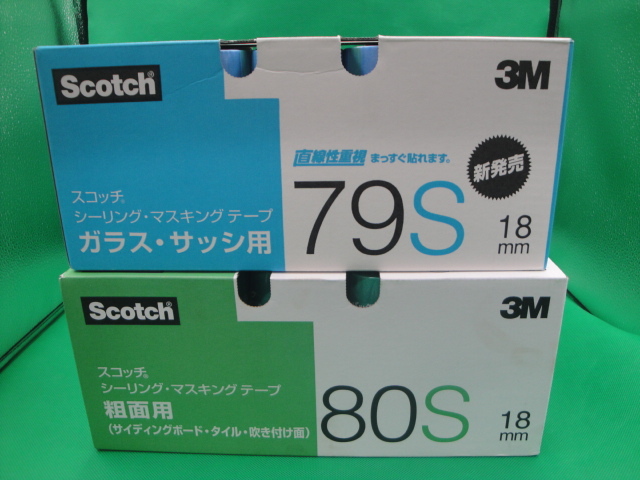 Scotch®
3M
直線性重視 まっすぐ貼れます。
新発売
スコッチ®
シーリング・マスキング テープ
ガラス・サッシ用
79S
18
mm
Scotch®
3M
スコッチ®
シーリング・マスキング テープ
粗面用
(サイディングボード・タイル・吹き付け面)
80S
18
mm